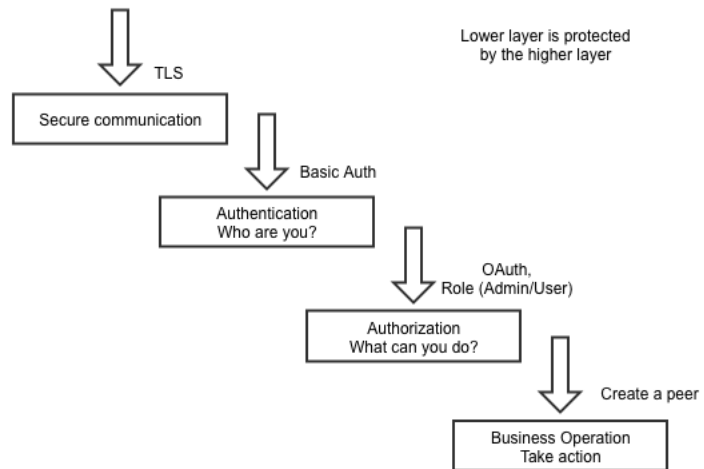 Lower layer is protected
by the higher layer
TLS
Secure communication
Basic Auth
Authentication
Who are you?
OAuth,
Role (Admin/User)
Authorization
What can you do?
Create a peer
Business Operation
Take action